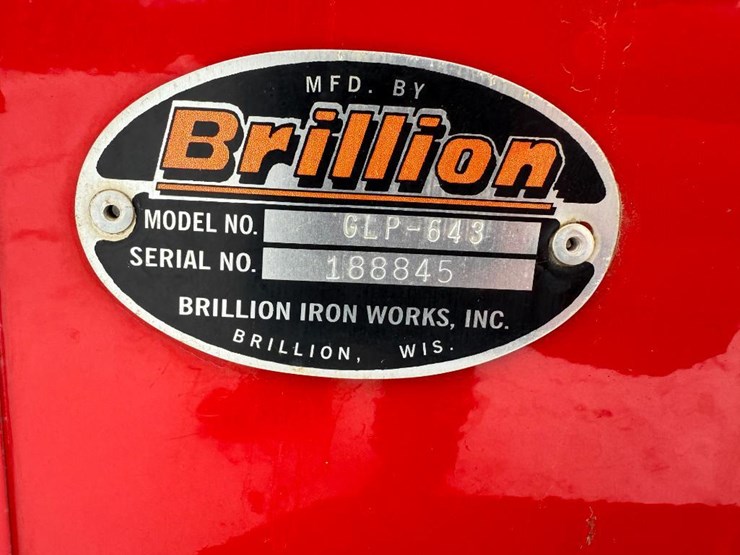 MFD. BY
Brillion
MODEL NO. GLP-643
SERIAL NO. 188845
BRILLION IRON WORKS, INC.
BRILLION, WIS.